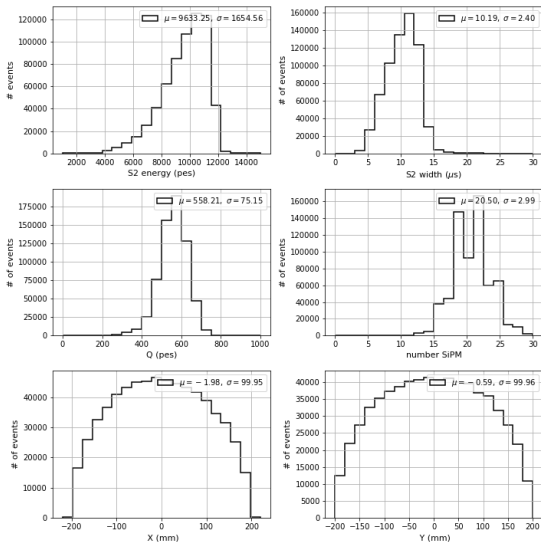 μ = 9633.25, σ = 1654.56
120000
100000
80000
60000
40000
20000
0
# events
2000 4000 6000 8000 10000 12000 14000
S2 energy (pes)
μ = 10.19, σ = 2.40
160000
140000
120000
100000
80000
60000
40000
20000
0
# of events
0 5 10 15 20 25 30
S2 width (μs)
μ = 558.21, σ = 75.15
175000
150000
125000
100000
75000
50000
25000
0
# of events
0 200 400 600 800 1000
Q (pes)
μ = 20.50, σ = 2.99
160000
140000
120000
100000
80000
60000
40000
20000
0
# of events
0 5 10 15 20 25 30
number SiPM
μ = −1.98, σ = 99.95
40000
30000
20000
10000
0
# of events
−200 −100 0 100 200
X (mm)
μ = −0.59, σ = 99.96
40000
35000
30000
25000
20000
15000
10000
5000
0
# of events
−200 −150 −100 −50 0 50 100 150 200
Y (mm)